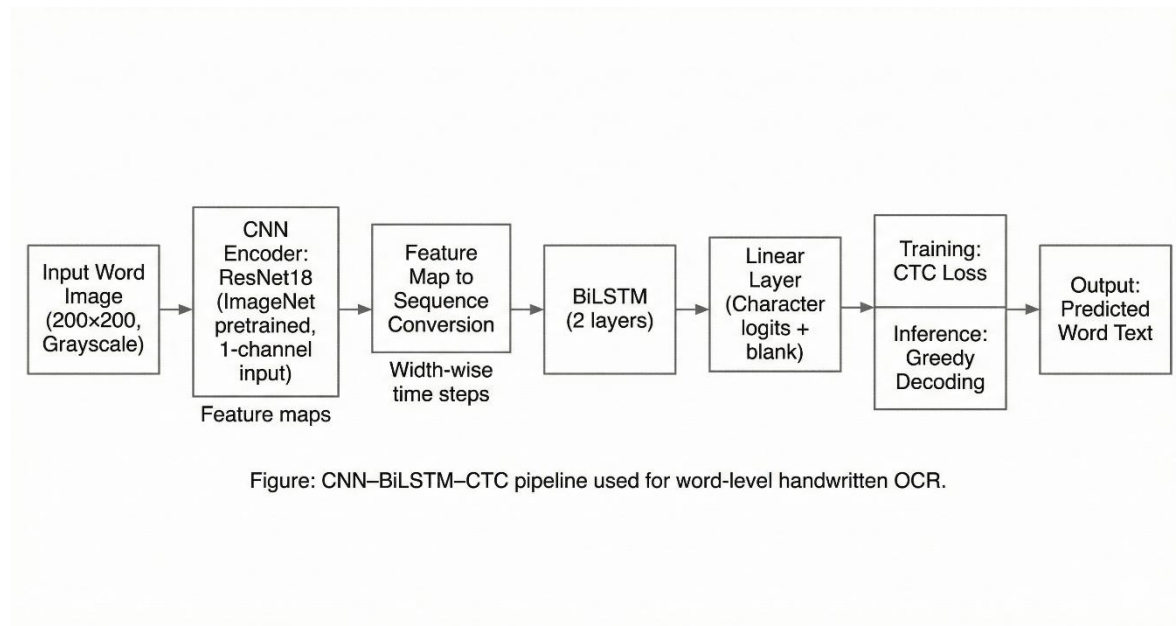 Input Word
Image
(200×200,
Grayscale)
CNN
Encoder:
ResNet18
(ImageNet
pretrained,
1-channel
input)
Feature maps
Feature
Map to
Sequence
Conversion
Width-wise
time steps
BiLSTM
(2 layers)
Linear
Layer
(Character
logits +
blank)
Training:
CTC Loss
Inference:
Greedy
Decoding
Output:
Predicted
Word Text
Figure: CNN–BiLSTM–CTC pipeline used for word-level handwritten OCR.